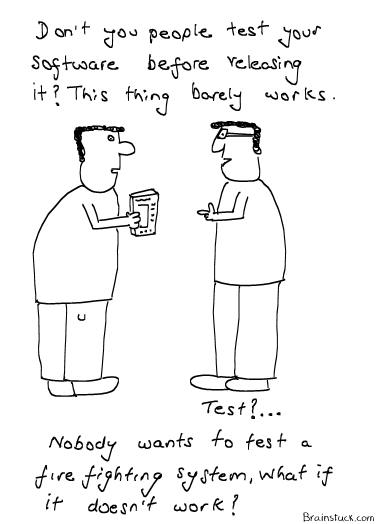 Don't you people test your
software before releasing
it? This thing barely works.
Test?...
Nobody wants to test a
fire fighting system, what if
it doesn't work?
Brainstuck.com